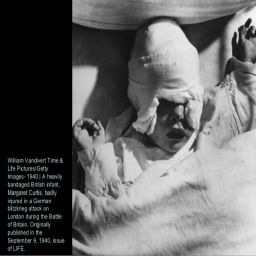 William Vandivert Time &
Life Pictures/Getty
Images- 1940 | A heavily
bandaged British infant,
Margaret Curtis, badly
injured in a German
blitzkrieg attack on
London during the Battle
of Britain. Originally
published in the
September 9, 1940, issue
of LIFE.